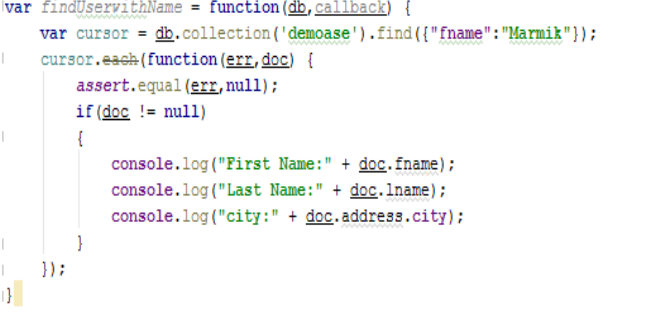 var findUservithName = function(db,callback) {
    var cursor = db.collection('demoase').find({"fname":"Marmik"});
    cursor.each(function(err,doc) {
        assert.equal(err,null);
        if(doc != null)
        {
            console.log("First Name:" + doc.fname);
            console.log("Last Name:" + doc.lname);
            console.log("city:" + doc.address.city);
        }
    });
}